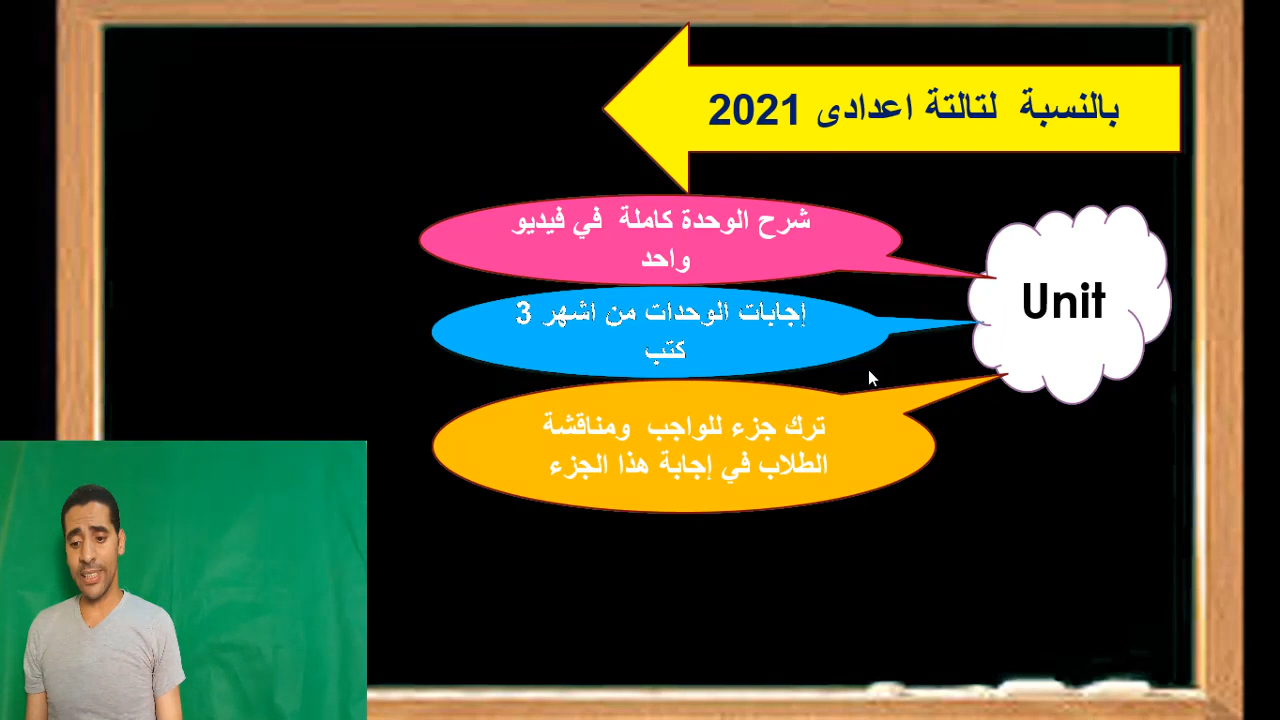 بالنسبة لتالتة اعدادى 2021
شرح الوحدة كاملة في فيديو
واحد
Unit
إجابات الوحدات من اشهر 3
كتب
ترك جزء للواجب ومناقشة
الطلاب في إجابة هذا الجزء